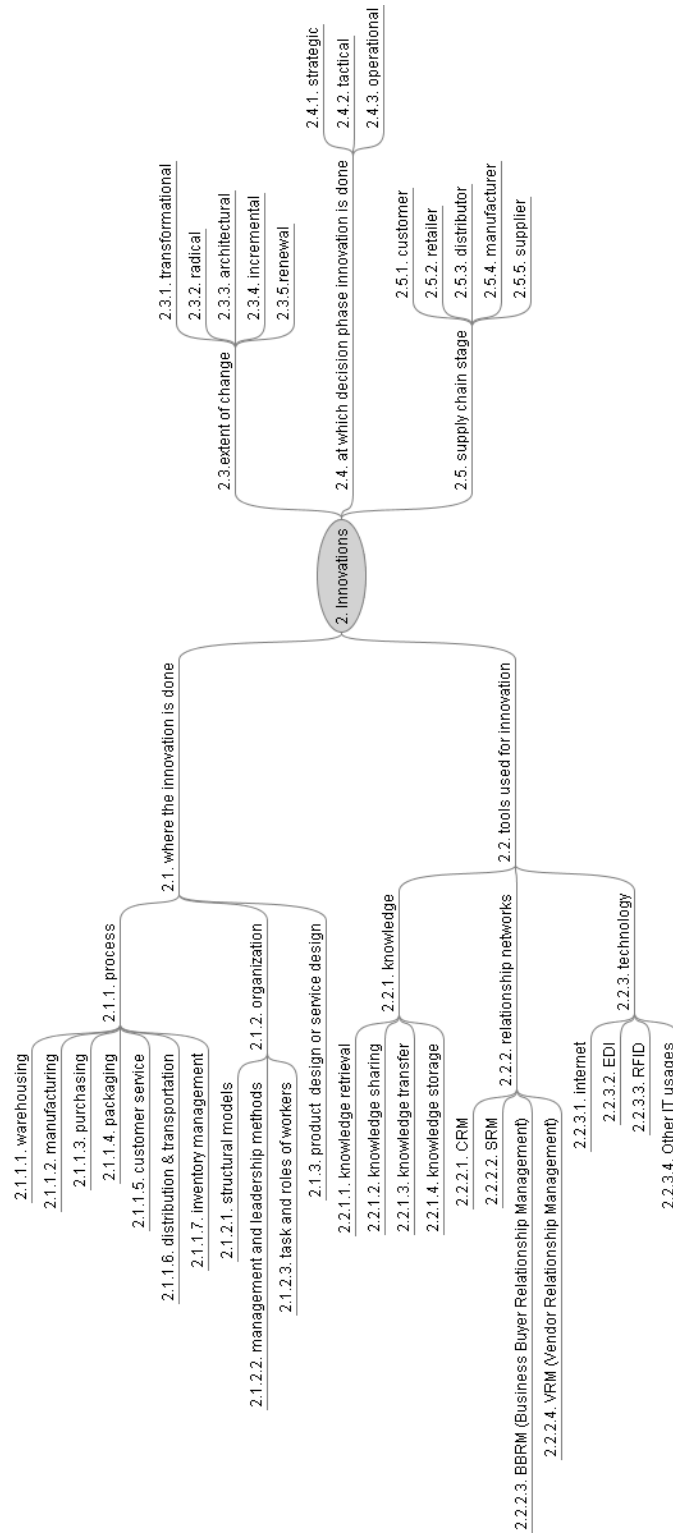 2. Innovations
2.1. where the innovation is done
2.1.1. process
2.1.1.1. warehousing
2.1.1.2. manufacturing
2.1.1.3. purchasing
2.1.1.4. packaging
2.1.1.5. customer service
2.1.1.6. distribution & transportation
2.1.1.7. inventory management
2.1.2. organization
2.1.2.1. structural models
2.1.2.2. management and leadership methods
2.1.2.3. task and roles of workers
2.1.3. product design or service design
2.2. tools used for innovation
2.2.1. knowledge
2.2.1.1. knowledge retrieval
2.2.1.2. knowledge sharing
2.2.1.3. knowledge transfer
2.2.1.4. knowledge storage
2.2.2. relationship networks
2.2.2.1. CRM
2.2.2.2. SRM
2.2.2.3. BBRM (Business Buyer Relationship Management)
2.2.2.4. VRM (Vendor Relationship Management)
2.2.3. technology
2.2.3.1. internet
2.2.3.2. EDI
2.2.3.3. RFID
2.2.3.4. Other IT usages
2.3.extent of change
2.3.1. transformational
2.3.2. radical
2.3.3. architectural
2.3.4. incremental
2.3.5.renewal
2.4. at which decision phase innovation is done
2.4.1. strategic
2.4.2. tactical
2.4.3. operational
2.5. supply chain stage
2.5.1. customer
2.5.2. retailer
2.5.3. distributor
2.5.4. manufacturer
2.5.5. supplier